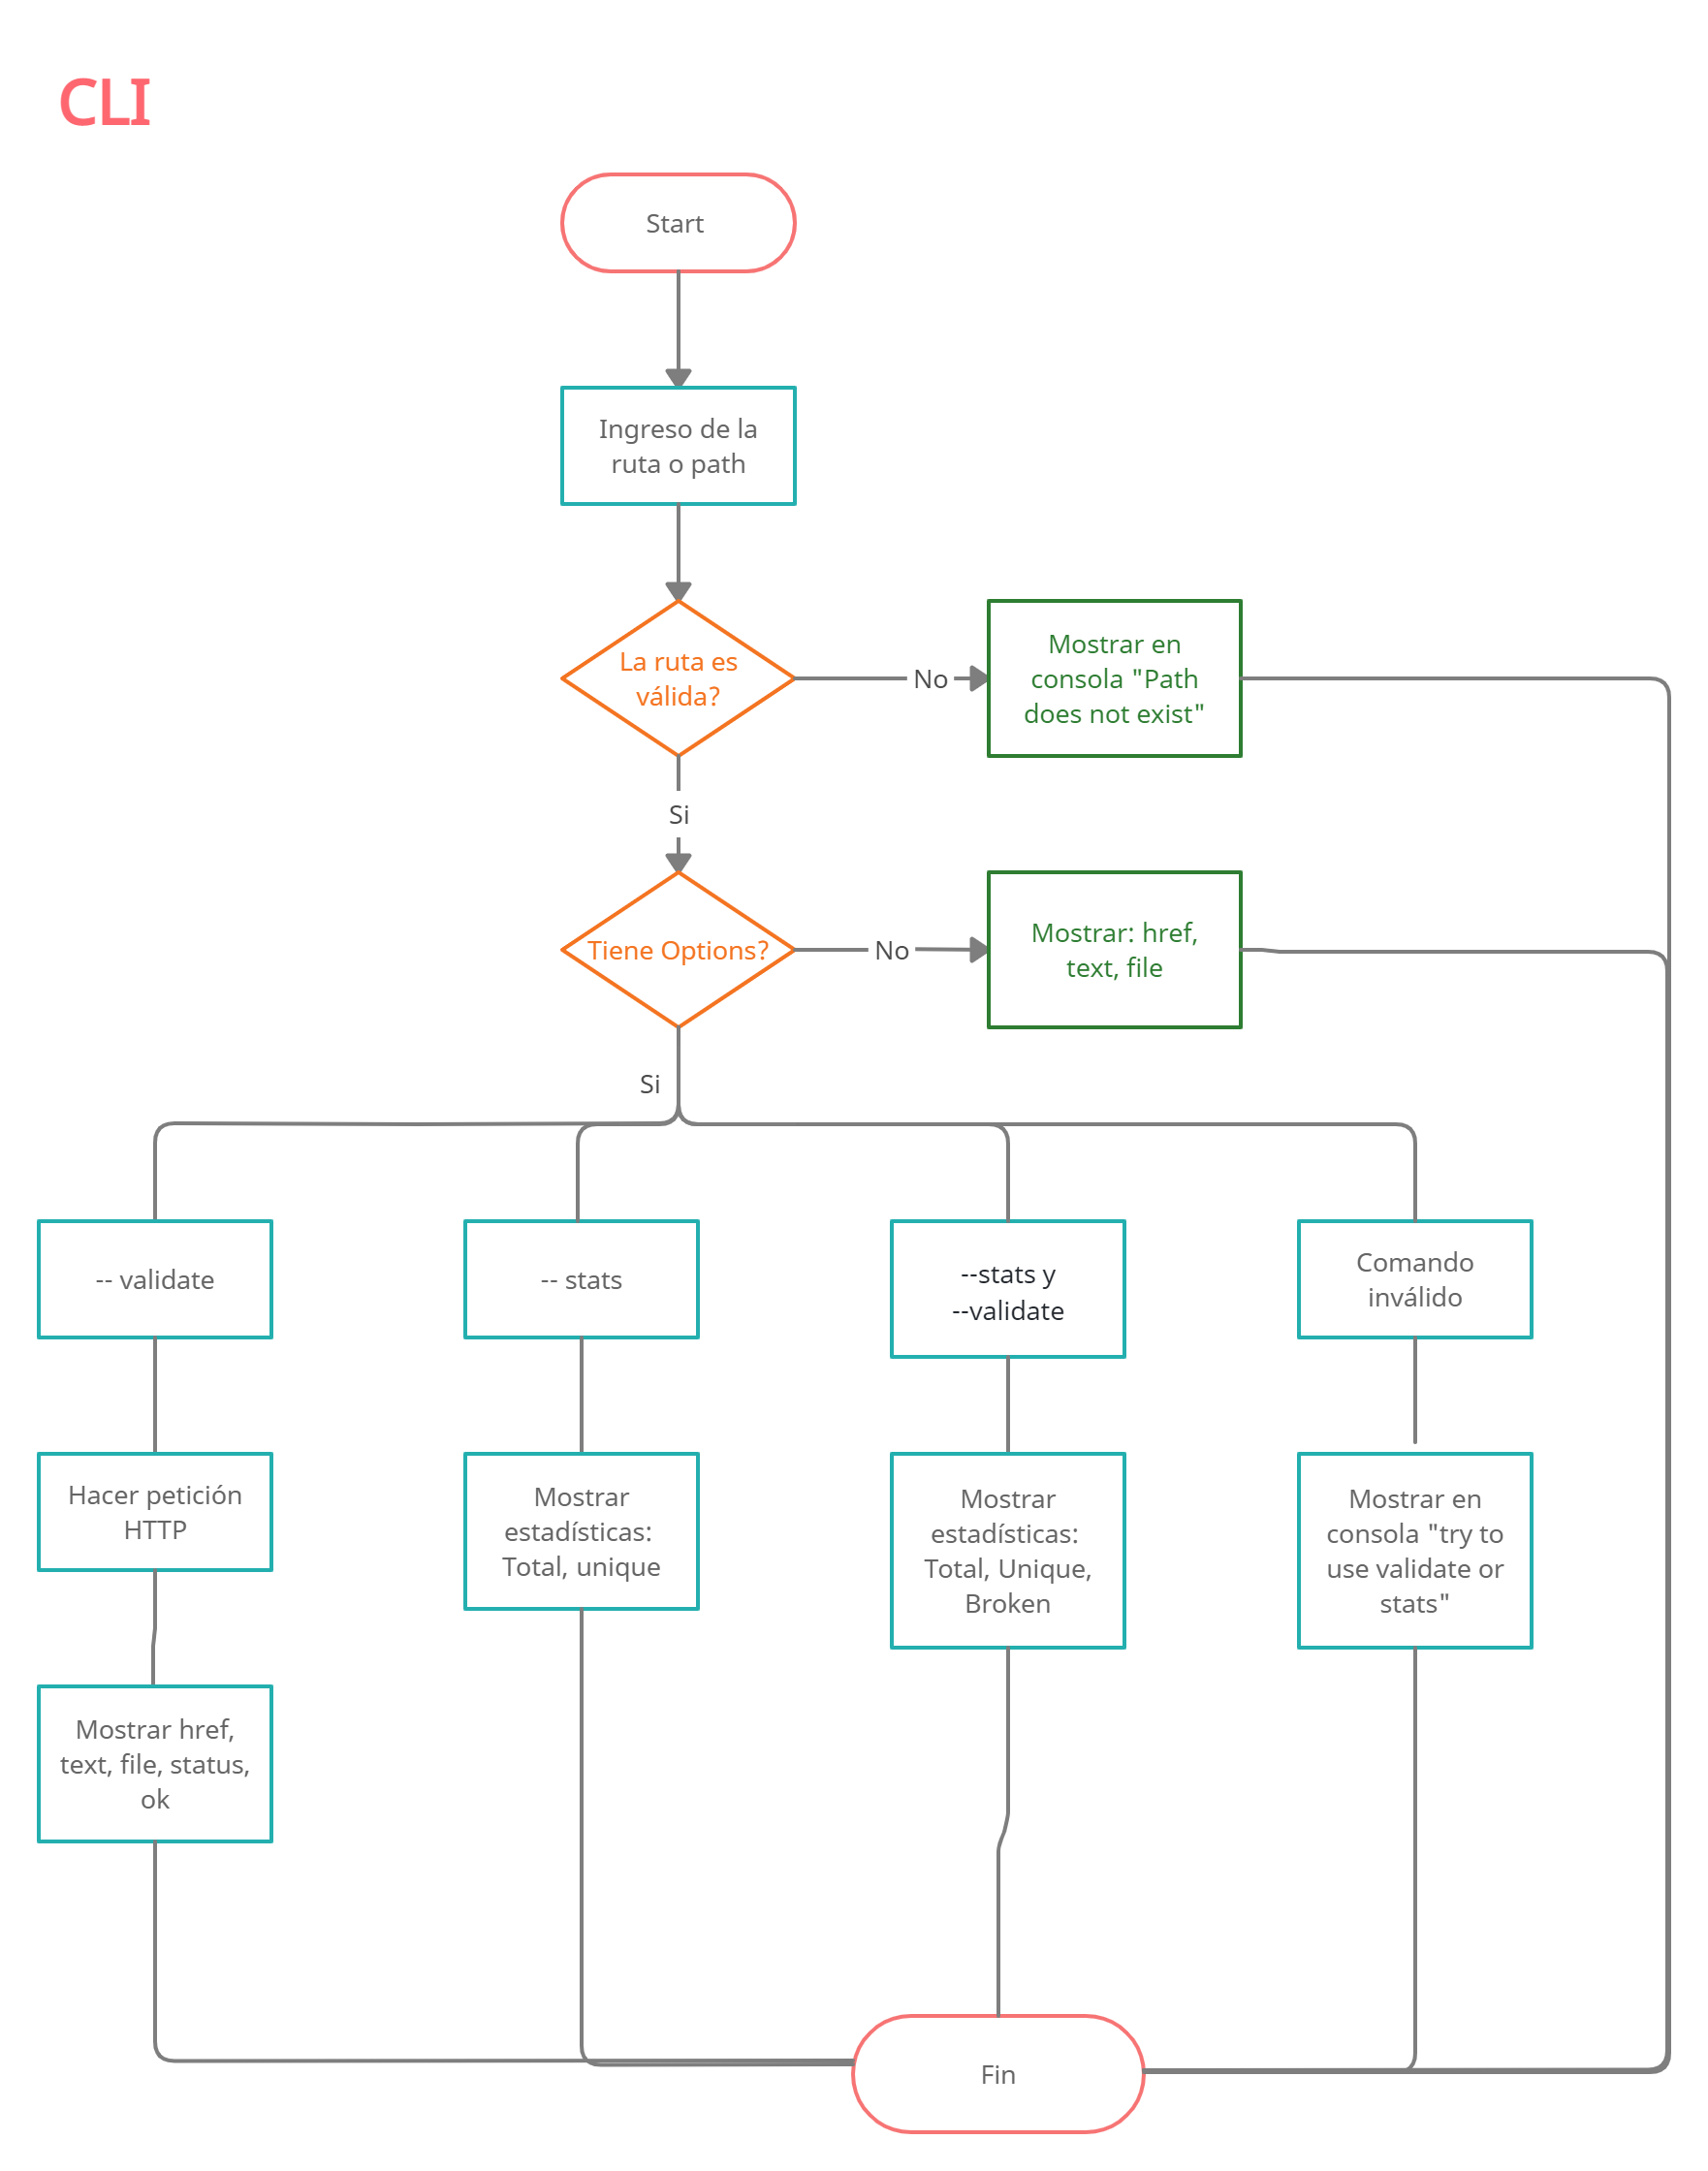 CLI
Start
Ingreso de la
ruta o path
La ruta es
válida?
No
Mostrar en
consola "Path
does not exist"
Si
Tiene Options?
No
Mostrar: href,
text, file
Si
-- validate
-- stats
--stats y
--validate
Comando
inválido
Hacer petición
HTTP
Mostrar
estadísticas:
Total, unique
Mostrar
estadísticas:
Total, Unique,
Broken
Mostrar en
consola "try to
use validate or
stats"
Mostrar href,
text, file, status,
ok
Fin